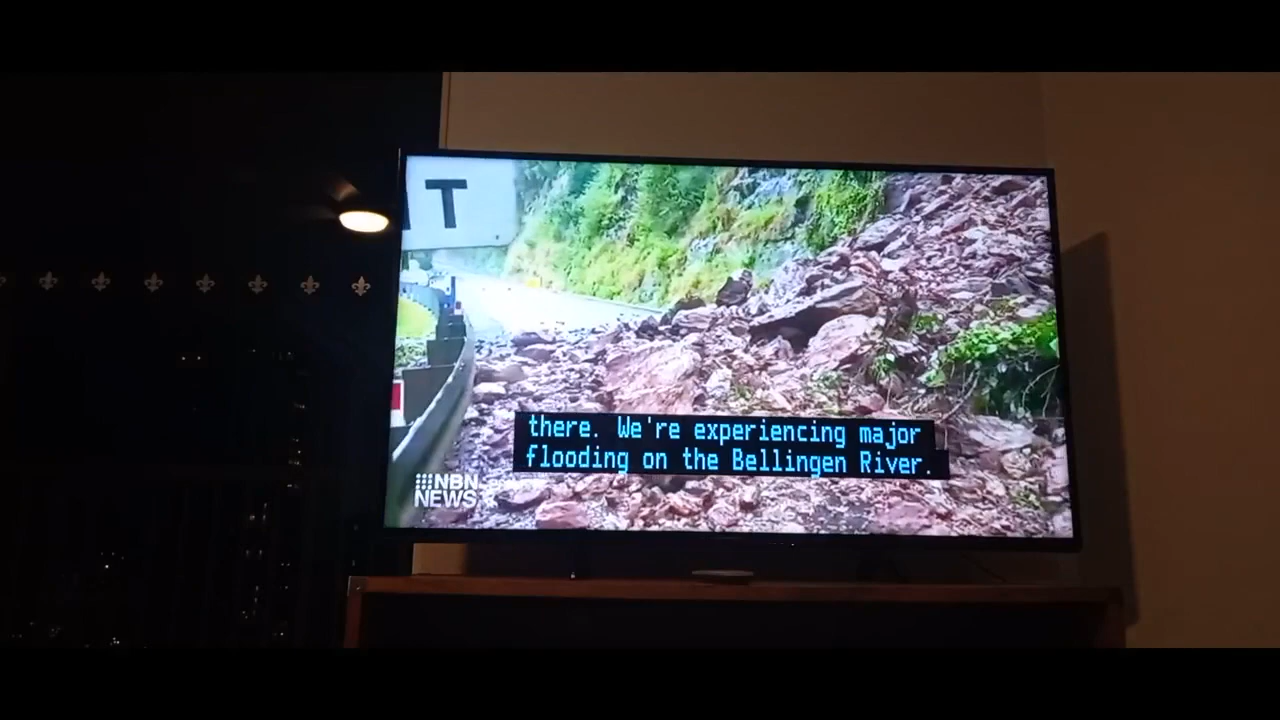 T
there. We're experiencing major
flooding on the Bellingen River.
NBN
NEWS